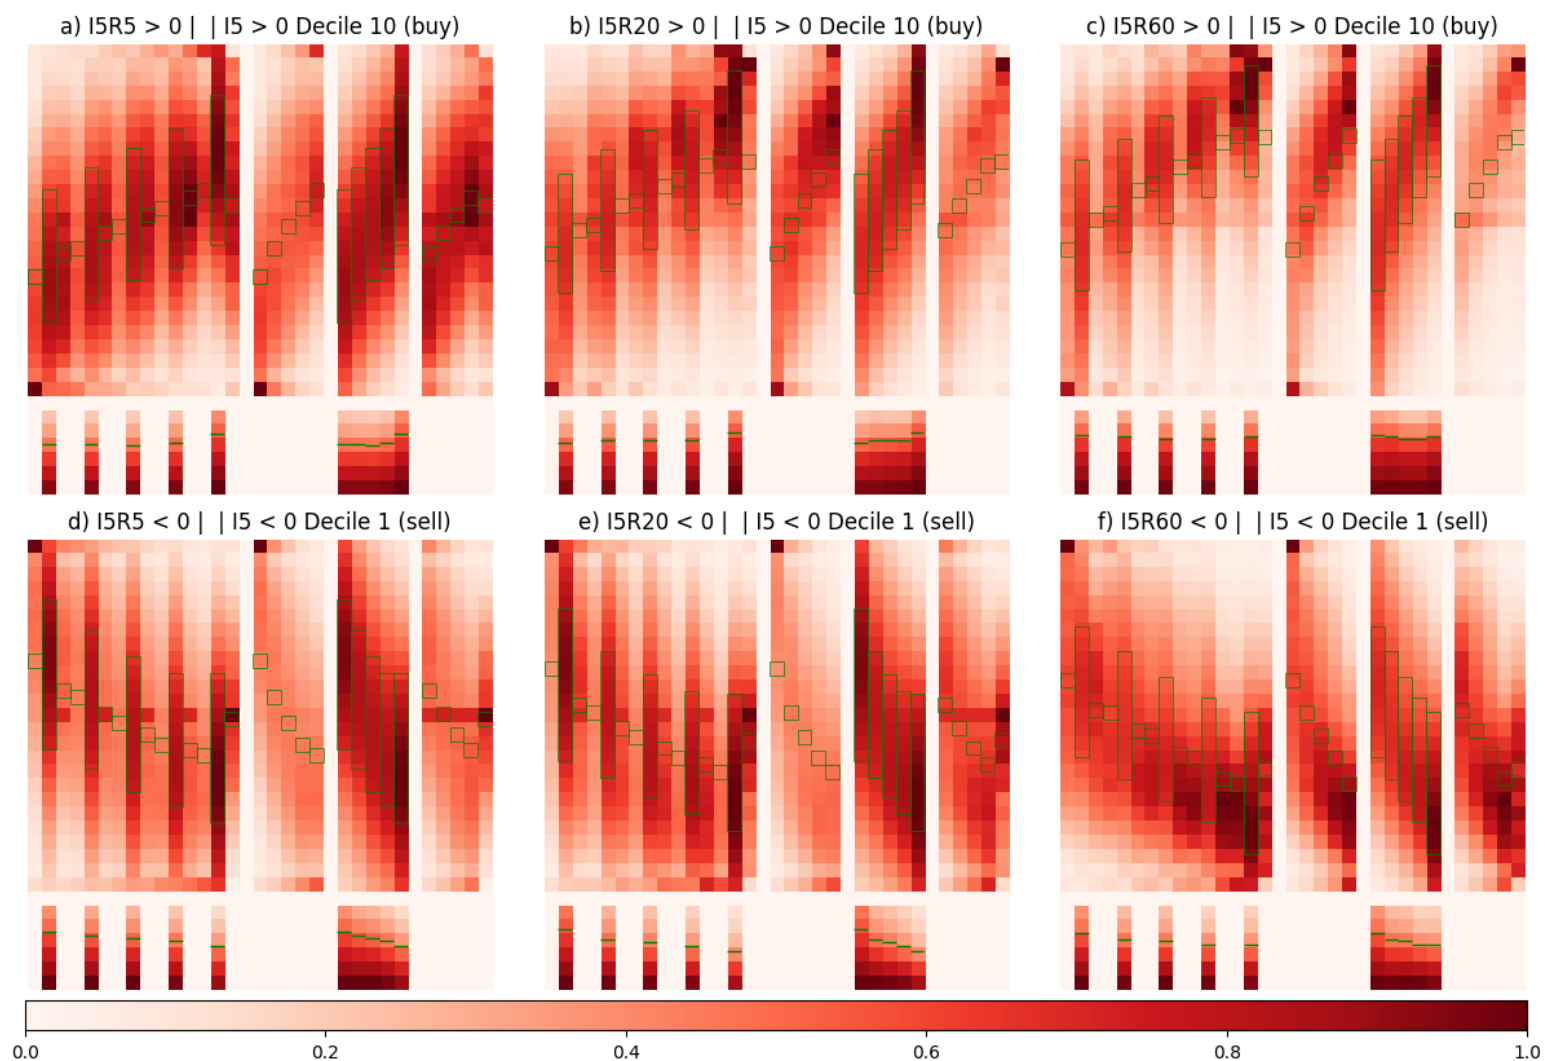 a) I5R5 > 0 | | I5 > 0 Decile 10 (buy)
b) I5R20 > 0 | | I5 > 0 Decile 10 (buy)
c) I5R60 > 0 | | I5 > 0 Decile 10 (buy)
d) I5R5 < 0 | | I5 < 0 Decile 1 (sell)
e) I5R20 < 0 | | I5 < 0 Decile 1 (sell)
f) I5R60 < 0 | | I5 < 0 Decile 1 (sell)
0.0 0.2 0.4 0.6 0.8 1.0